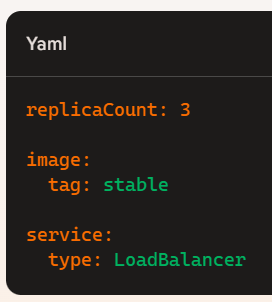 Yaml
replicaCount: 3
image:
  tag: stable
service:
  type: LoadBalancer